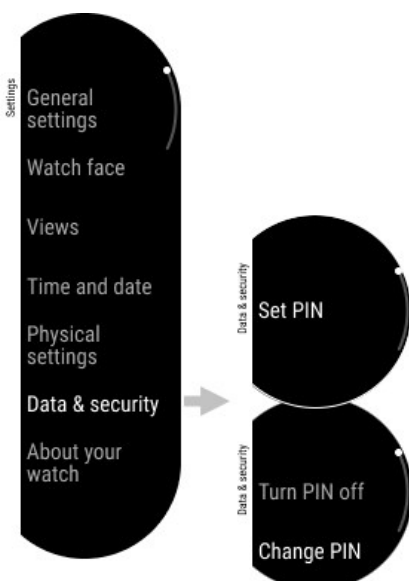 Settings
General
settings
Watch face
Views
Time and date
Physical
settings
Data & security
About your
watch
Data & security
Set PIN
Data & security
Turn PIN off
Change PIN